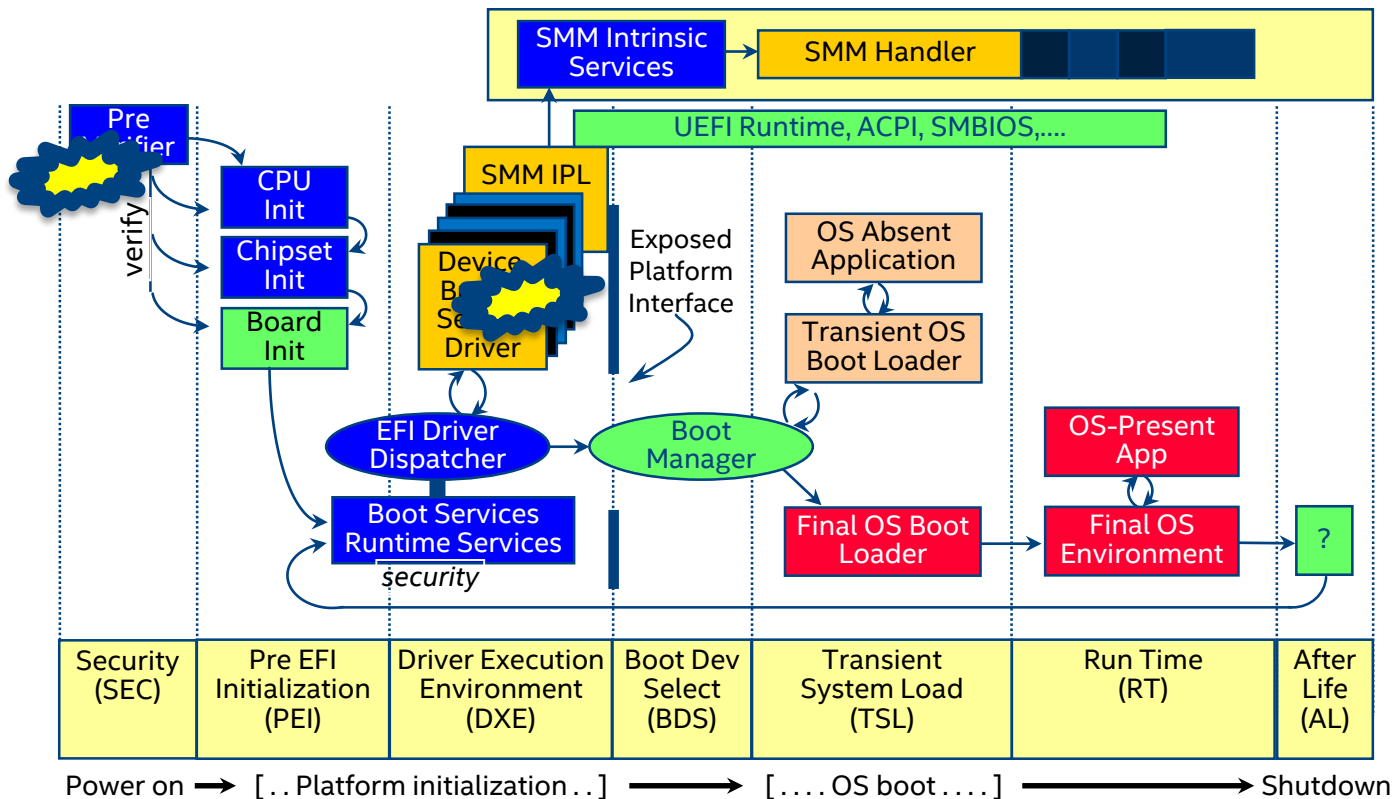 SMM Intrinsic
Services
SMM Handler
UEFI Runtime, ACPI, SMBIOS,....
Pre
verify
CPU
Init
Chipset
Init
Board
Init
SMM IPL
Device
Driver
Exposed
Platform
Interface
OS Absent
Application
Transient OS
Boot Loader
EFI Driver
Dispatcher
Boot
Manager
OS-Present
App
Boot Services
Runtime Services
security
Final OS Boot
Loader
Final OS
Environment
?
Security
(SEC)
Pre EFI
Initialization
(PEI)
Driver Execution
Environment
(DXE)
Boot Dev
Select
(BDS)
Transient
System Load
(TSL)
Run Time
(RT)
After
Life
(AL)
Power on
[ . . Platform initialization . . ]
[ . . . . OS boot . . . . ]
Shutdown